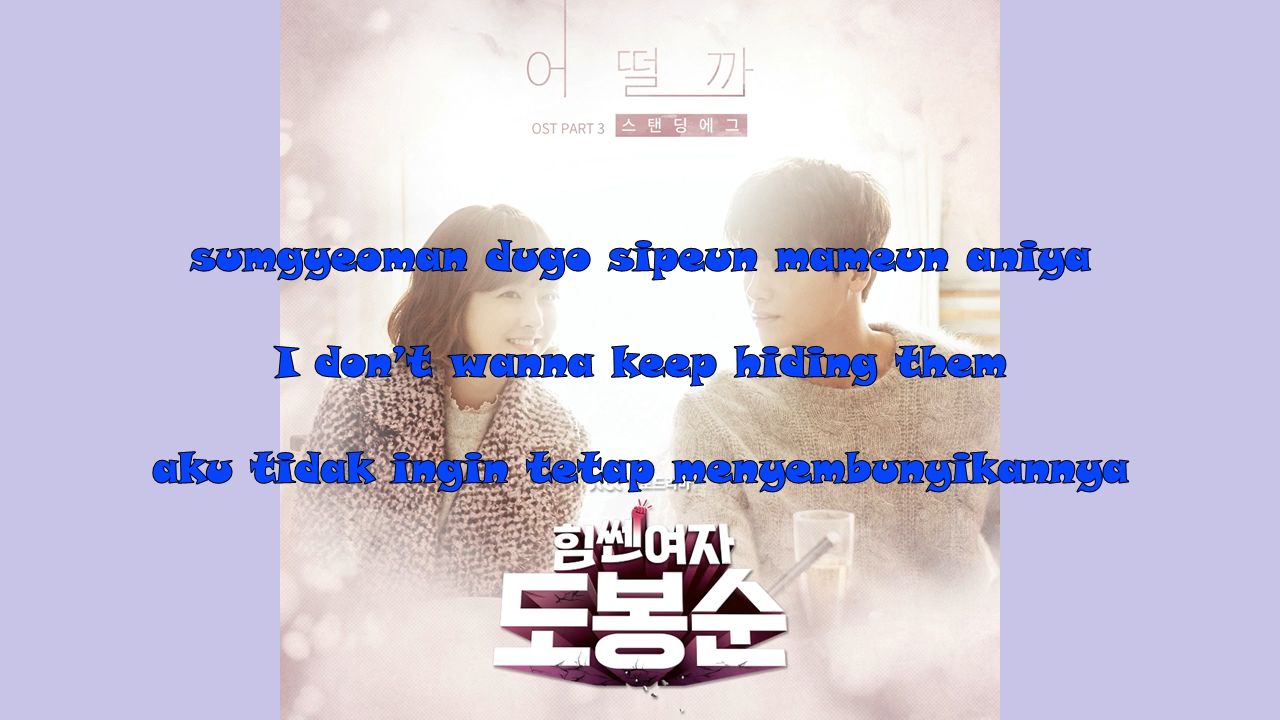 어떨까
OST PART 3 스탠딩에그
sumgyeoman dugo sipeun mameun aniya
I don't wanna keep hiding them
aku tidak ingin tetap menyembunyikannya
힘쎈여자
도봉순